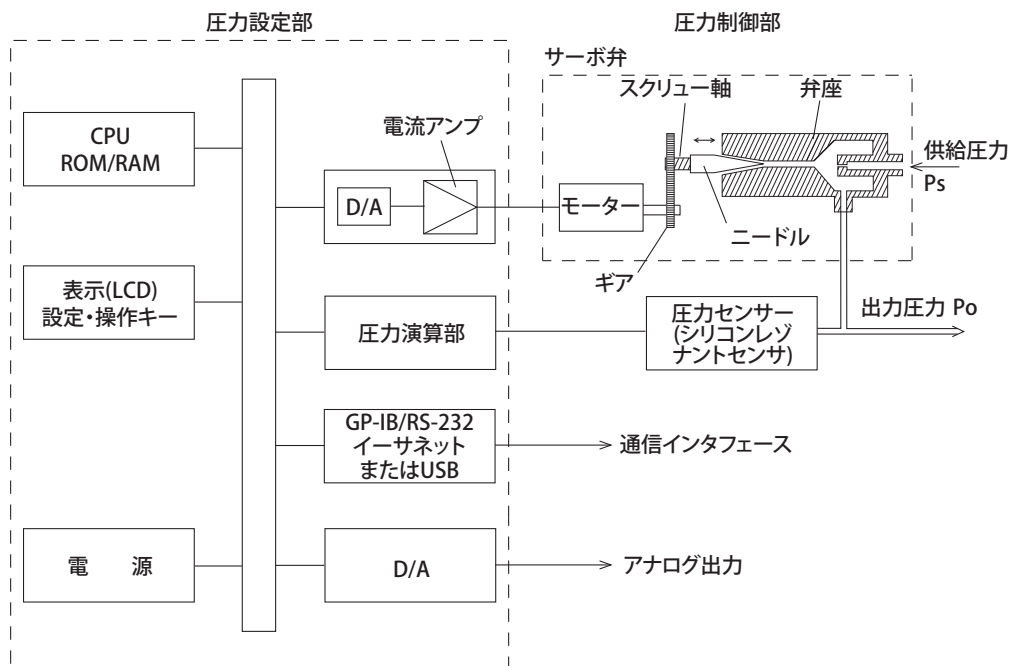 圧力設定部
圧力制御部
サーボ弁
スクリュー軸
弁座
CPU
ROM/RAM
電流アンプ
供給圧力
Ps
D/A
モーター
ニードル
ギア
表示(LCD)
設定・操作キー
圧力演算部
圧力センサー
(シリコンレゾ
ナントセンサ)
出力圧力 Po
GP-IB/RS-232
イーサネット
またはUSB
通信インタフェース
電　源
D/A
アナログ出力